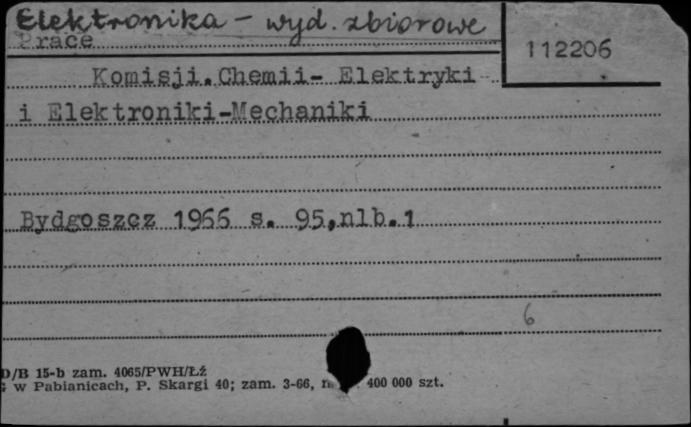 Elektronika - wyd. zbiorowe
Prace
112206
Komisji.Chemii- Elektryki
i Elektroniki-Mechaniki
Bydgoszcz 1966 s. 95,nlb.1
6
D/B 15-b zam. 4065/PWH/Łź
w Pabianicach, P. Skargi 40; zam. 3-66, 400 000 szt.